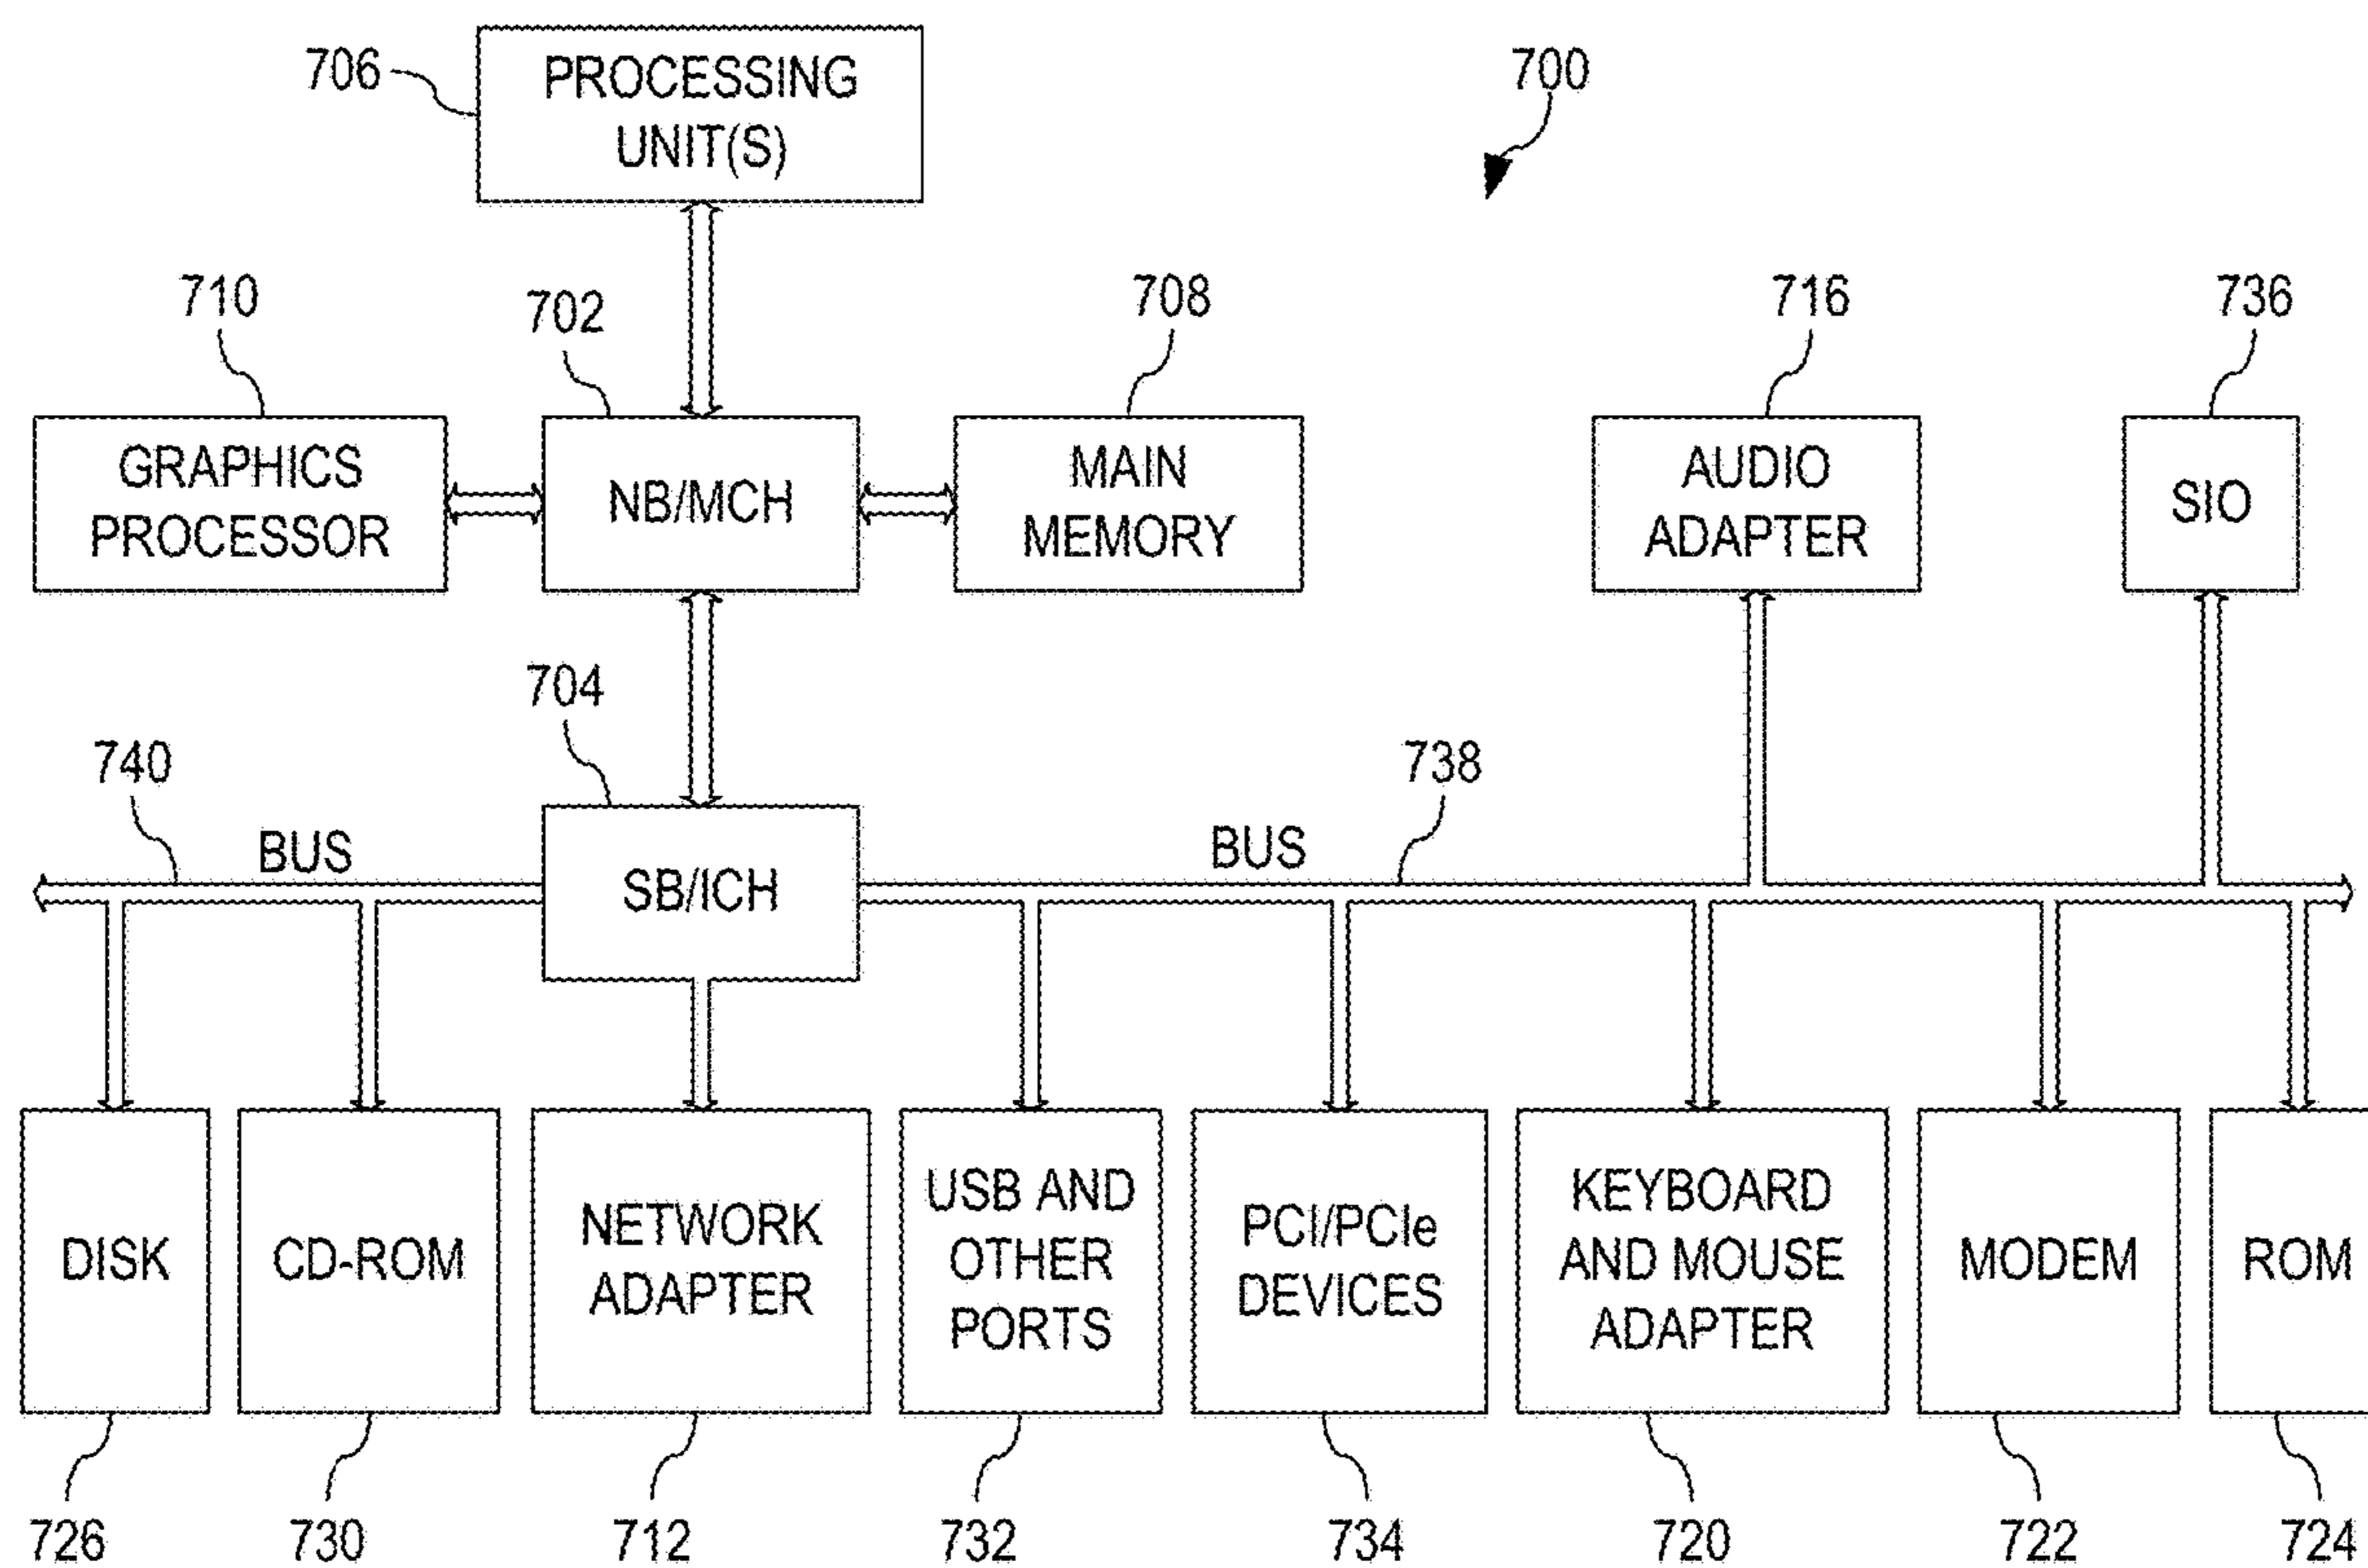 706
PROCESSING
UNIT(S)
700
710
702
708
716
736
GRAPHICS
PROCESSOR
NB/MCH
MAIN
MEMORY
AUDIO
ADAPTER
SIO
704
740
738
BUS
SB/ICH
BUS
DISK
CD-ROM
NETWORK
ADAPTER
USB AND
OTHER
PORTS
PCI/PCIe
DEVICES
KEYBOARD
AND MOUSE
ADAPTER
MODEM
ROM
726
730
712
732
734
720
722
724